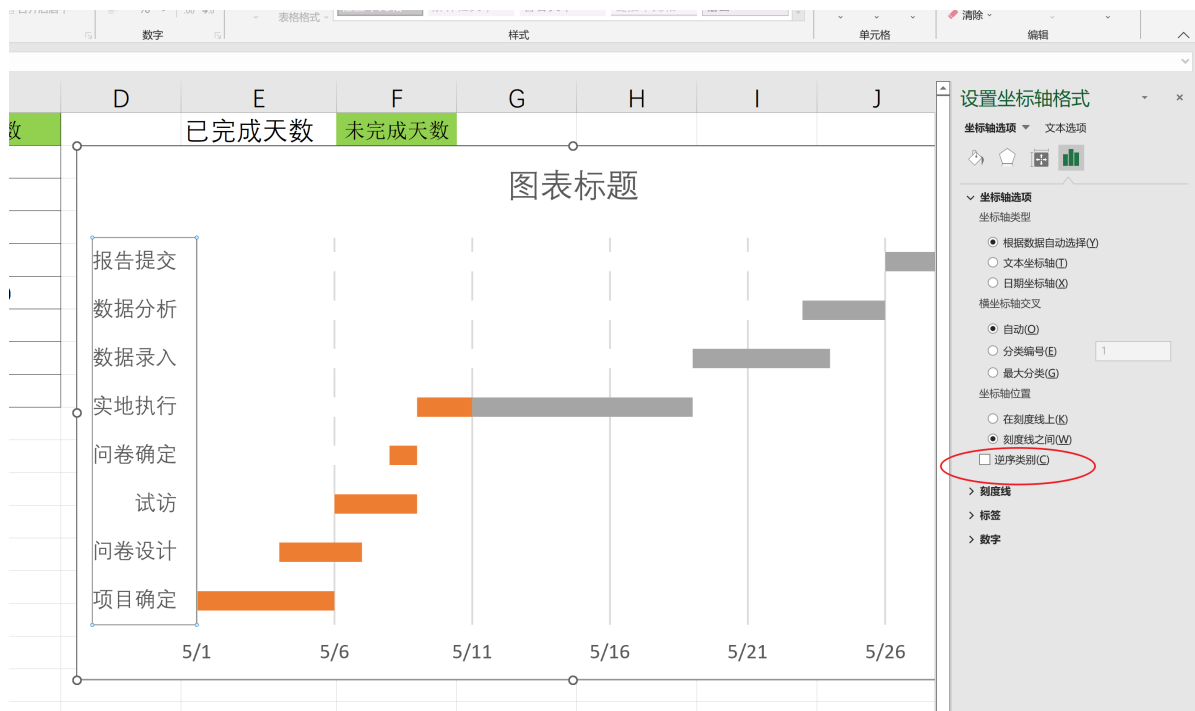 表格格式
清除
数字
样式
单元格
编辑
D E F G H I J
数 已完成天数 未完成天数
图表标题
报告提交
数据分析
数据录入
实地执行
问卷确定
试访
问卷设计
项目确定
5/1 5/6 5/11 5/16 5/21 5/26
设置坐标轴格式
坐标轴选项 文本选项
坐标轴选项
坐标轴类型
根据数据自动选择(Y)
文本坐标轴(T)
日期坐标轴(X)
横坐标轴交叉
自动(O)
分类编号(E) 1
最大分类(G)
坐标轴位置
在刻度线上(K)
刻度线之间(W)
逆序类别(C)
刻度线
标签
数字